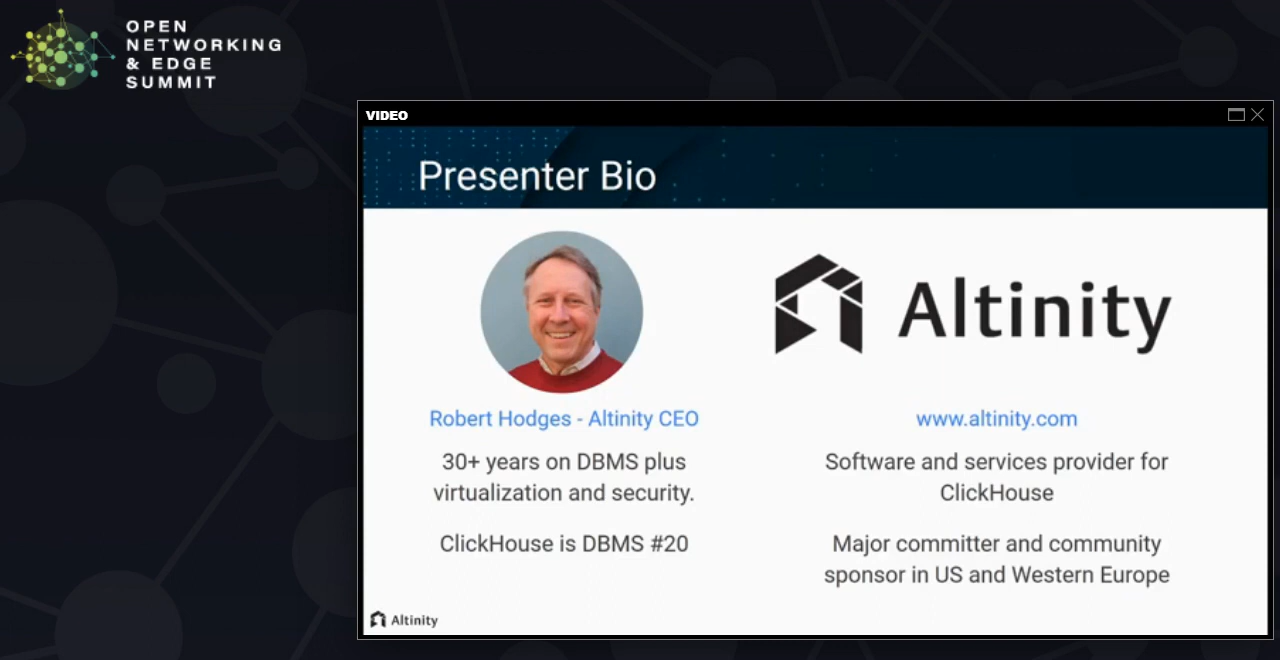 OPEN
NETWORKING
& EDGE
SUMMIT
VIDEO
Presenter Bio
Altinity
Robert Hodges - Altinity CEO
30+ years on DBMS plus
virtualization and security.
ClickHouse is DBMS #20
www.altinity.com
Software and services provider for
ClickHouse
Major committer and community
sponsor in US and Western Europe
Altinity